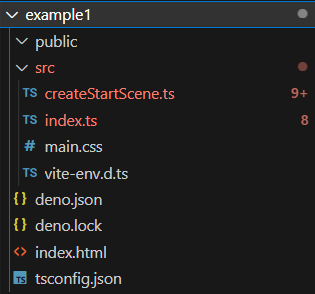 example1
public
src
TS createStartScene.ts 9+
TS index.ts 8
# main.css
TS vite-env.d.ts
{} deno.json
{} deno.lock
<> index.html
TS tsconfig.json